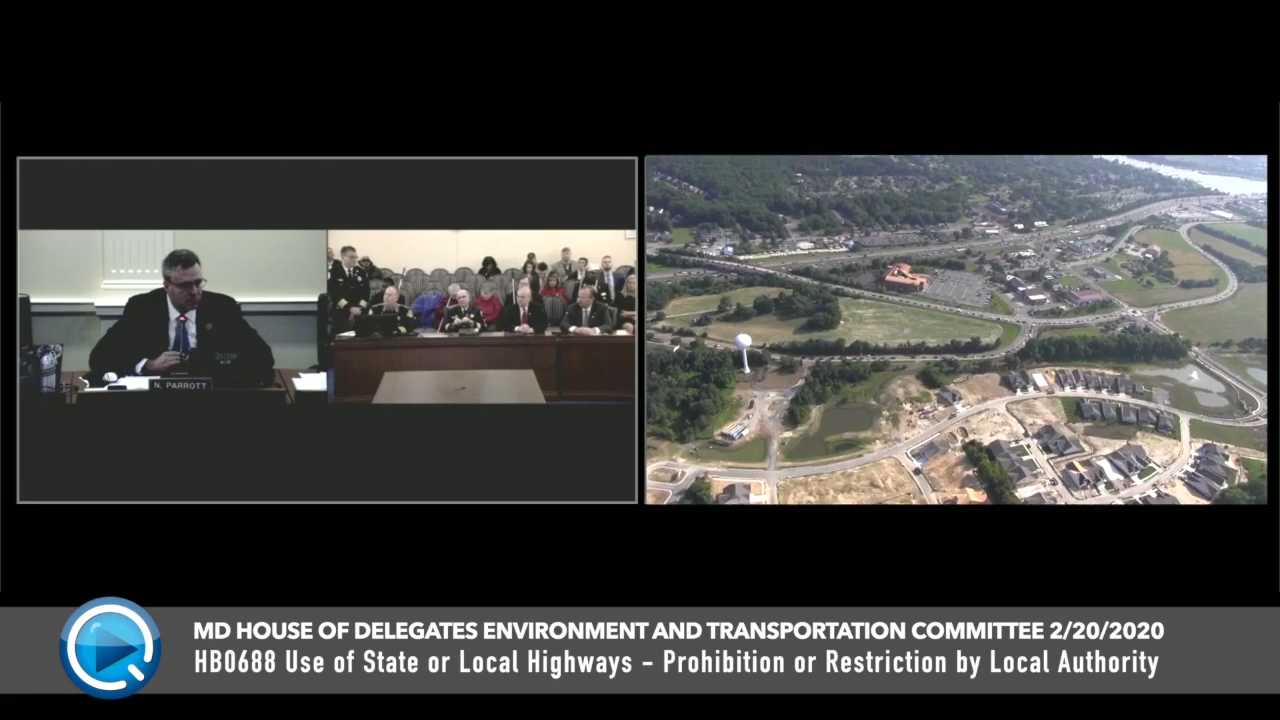 N. PARROTT
MD HOUSE OF DELEGATES ENVIRONMENT AND TRANSPORTATION COMMITTEE 2/20/2020
HB0688 Use of State or Local Highways - Prohibition or Restriction by Local Authority